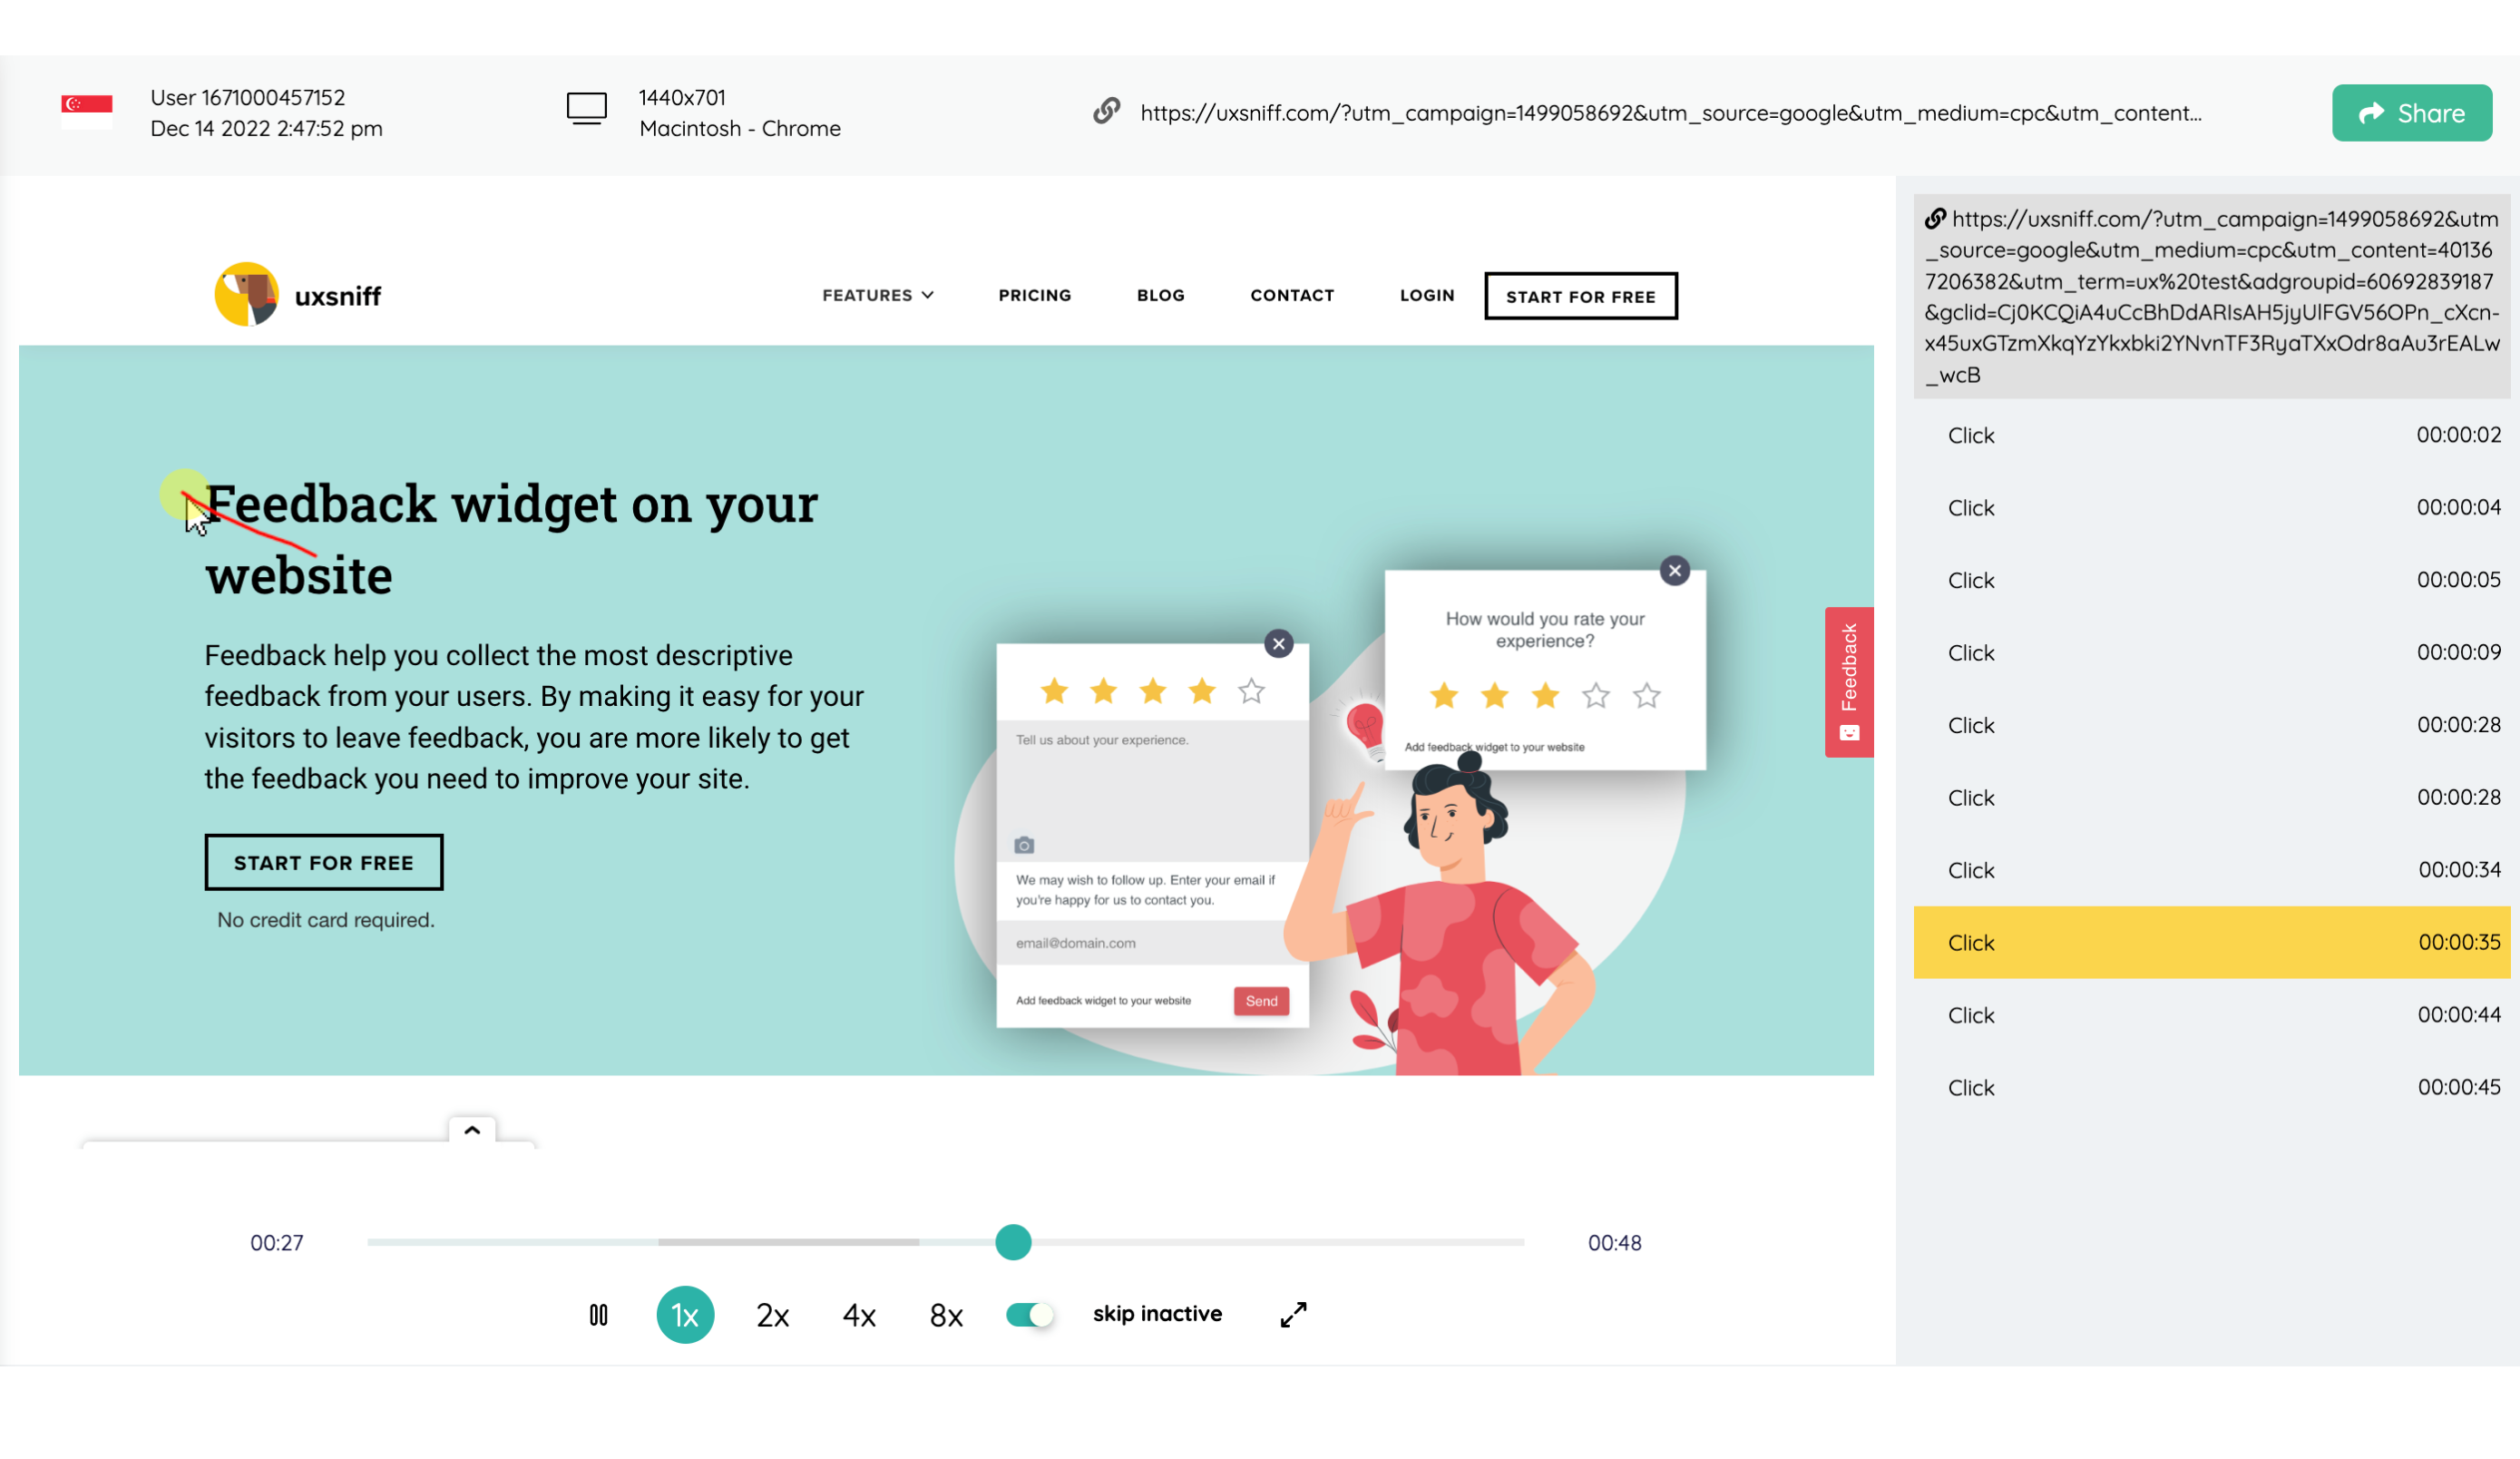 User 1671000457152
Dec 14 2022 2:47:52 pm
1440x701
Macintosh - Chrome
https://uxsniff.com/?utm_campaign=1499058692&utm_source=google&utm_medium=cpc&utm_content...
Share
uxsniff
FEATURES
PRICING
BLOG
CONTACT
LOGIN
START FOR FREE
Feedback widget on your
website
Feedback help you collect the most descriptive
feedback from your users. By making it easy for your
visitors to leave feedback, you are more likely to get
the feedback you need to improve your site.
START FOR FREE
No credit card required.
Tell us about your experience.
We may wish to follow up. Enter your email if
you're happy for us to contact you.
email@domain.com
Add feedback widget to your website
Send
How would you rate your
experience?
Add feedback widget to your website
Feedback
https://uxsniff.com/?utm_campaign=1499058692&utm
_source=google&utm_medium=cpc&utm_content=40136
7206382&utm_term=ux%20test&adgroupid=60692839187
&gclid=Cj0KCQiA4uCcBhDdARIsAH5jyUlFGV56OPn_cXcn-
x45uxGTzmXkqYzYkxbki2YNvnTF3RyaTXxOdr8aAu3rEALw
_wcB
Click 00:00:02
Click 00:00:04
Click 00:00:05
Click 00:00:09
Click 00:00:28
Click 00:00:28
Click 00:00:34
Click 00:00:35
Click 00:00:44
Click 00:00:45
00:27
00:48
1x
2x
4x
8x
skip inactive